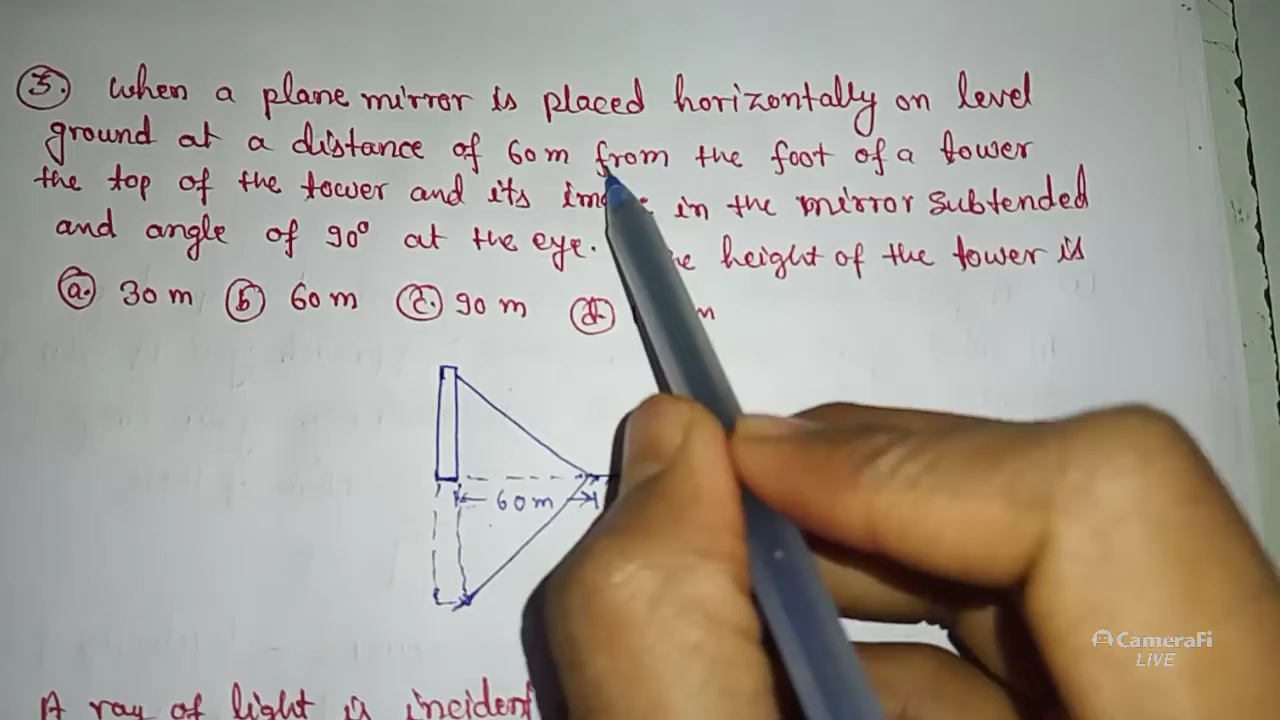 5. When a plane mirror is placed horizontally on level
ground at a distance of 60m from the foot of a tower
the top of the tower and its in the mirror subtended
and angle of 90° at the eye. height of the tower is
a. 30 m b 60 m c. 90 m d
60m
A ray of light is incident
CameraFi
LIVE